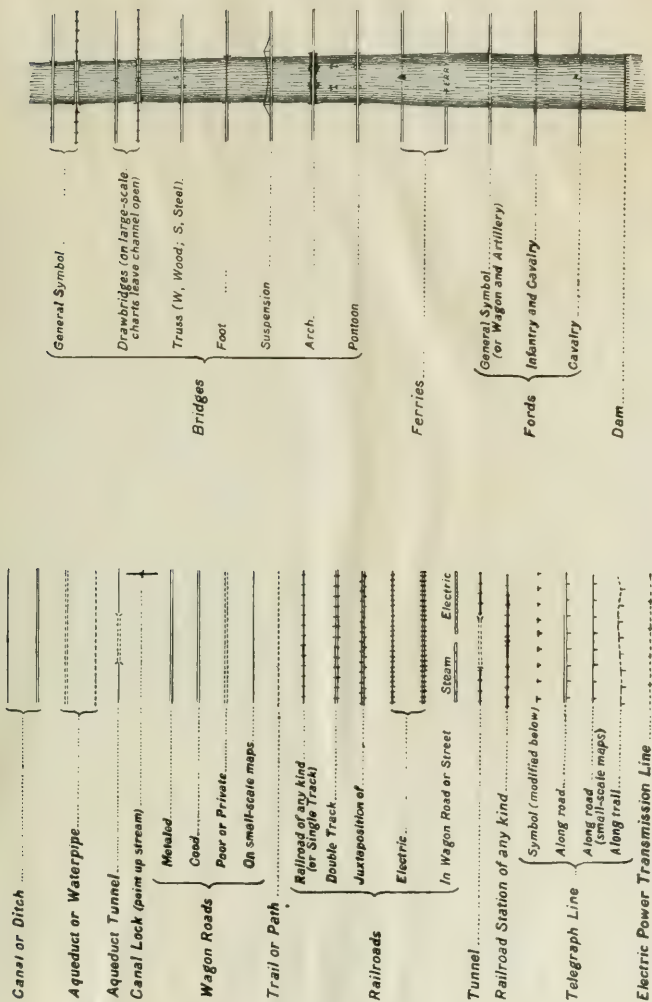 Canal or Ditch
Aqueduct or Waterpipe
Aqueduct Tunnel
Canal Lock (point up stream)
Wagon Roads
Metaled
Good
Poor or Private
On small-scale maps
Trail or Path
Railroads
Railroad of any kind
(or Single Track)
Double Track
Juxtaposition of
Electric
In Wagon Road or Street
Steam Electric
Tunnel
Railroad Station of any kind
Telegraph Line
Symbol (modified below)
Along road
Along road
(small-scale maps)
Along trail
Electric Power Transmission Line
Bridges
General Symbol
Drawbridges (on large-scale
charts leave channel open)
Truss (W, Wood; S, Steel)
S
Foot
Suspension
Arch
Pontoon
Ferries
FERRY
Fords
General Symbol
(or Wagon and Artillery)
Infantry and Cavalry
Cavalry
Dam